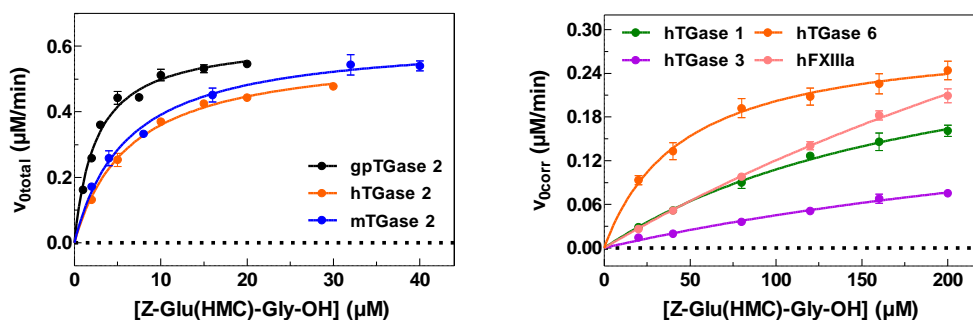 v0total (µM/min)
0.6
0.4
0.2
0.0
gpTGase 2
hTGase 2
mTGase 2
0 10 20 30 40
[Z-Glu(HMC)-Gly-OH] (µM)
v0corr (µM/min)
0.24
0.18
0.12
0.06
0.00
hTGase 1 hTGase 6
hTGase 3 hFXIIIa
0 50 100 150 200
[Z-Glu(HMC)-Gly-OH] (µM)